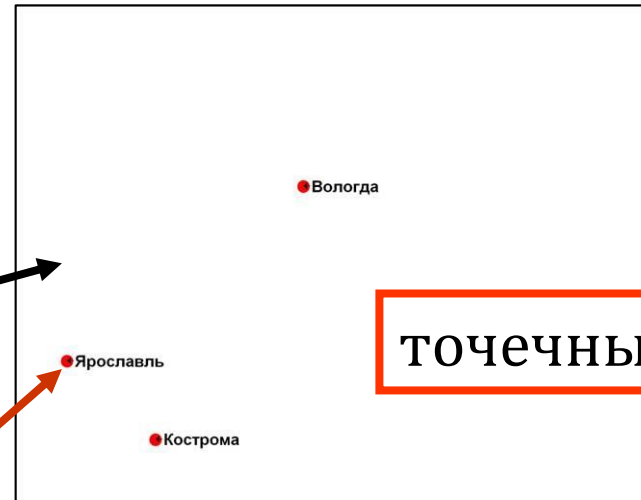 Вологда
точечны
Ярославль
Кострома